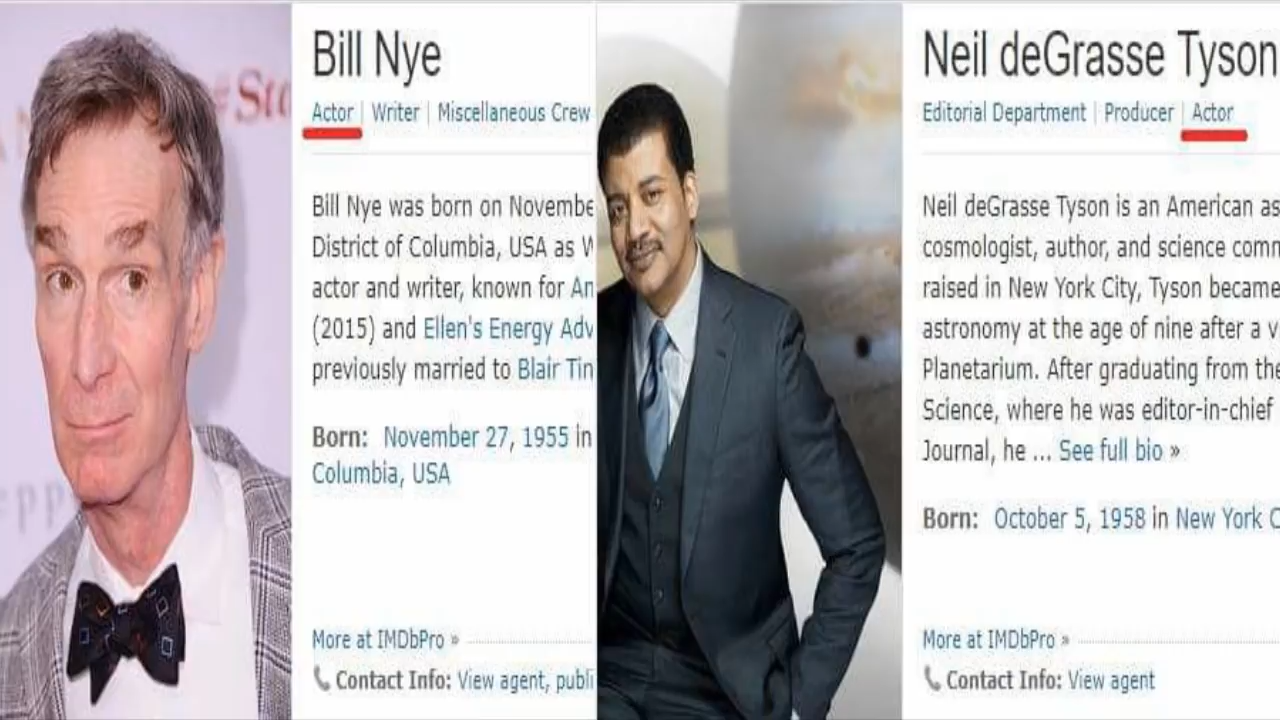 Bill Nye
Actor | Writer | Miscellaneous Crew
Bill Nye was born on Novembe
District of Columbia, USA as W
actor and writer, known for An
(2015) and Ellen's Energy Adv
previously married to Blair Tin
Born: November 27, 1955 in
Columbia, USA
More at IMDbPro »
Contact Info: View agent, publi
Neil deGrasse Tyson
Editorial Department | Producer | Actor
Neil deGrasse Tyson is an American as
cosmologist, author, and science comm
raised in New York City, Tyson became
astronomy at the age of nine after a v
Planetarium. After graduating from the
Science, where he was editor-in-chief
Journal, he ... See full bio »
Born: October 5, 1958 in New York C
More at IMDbPro »
Contact Info: View agent